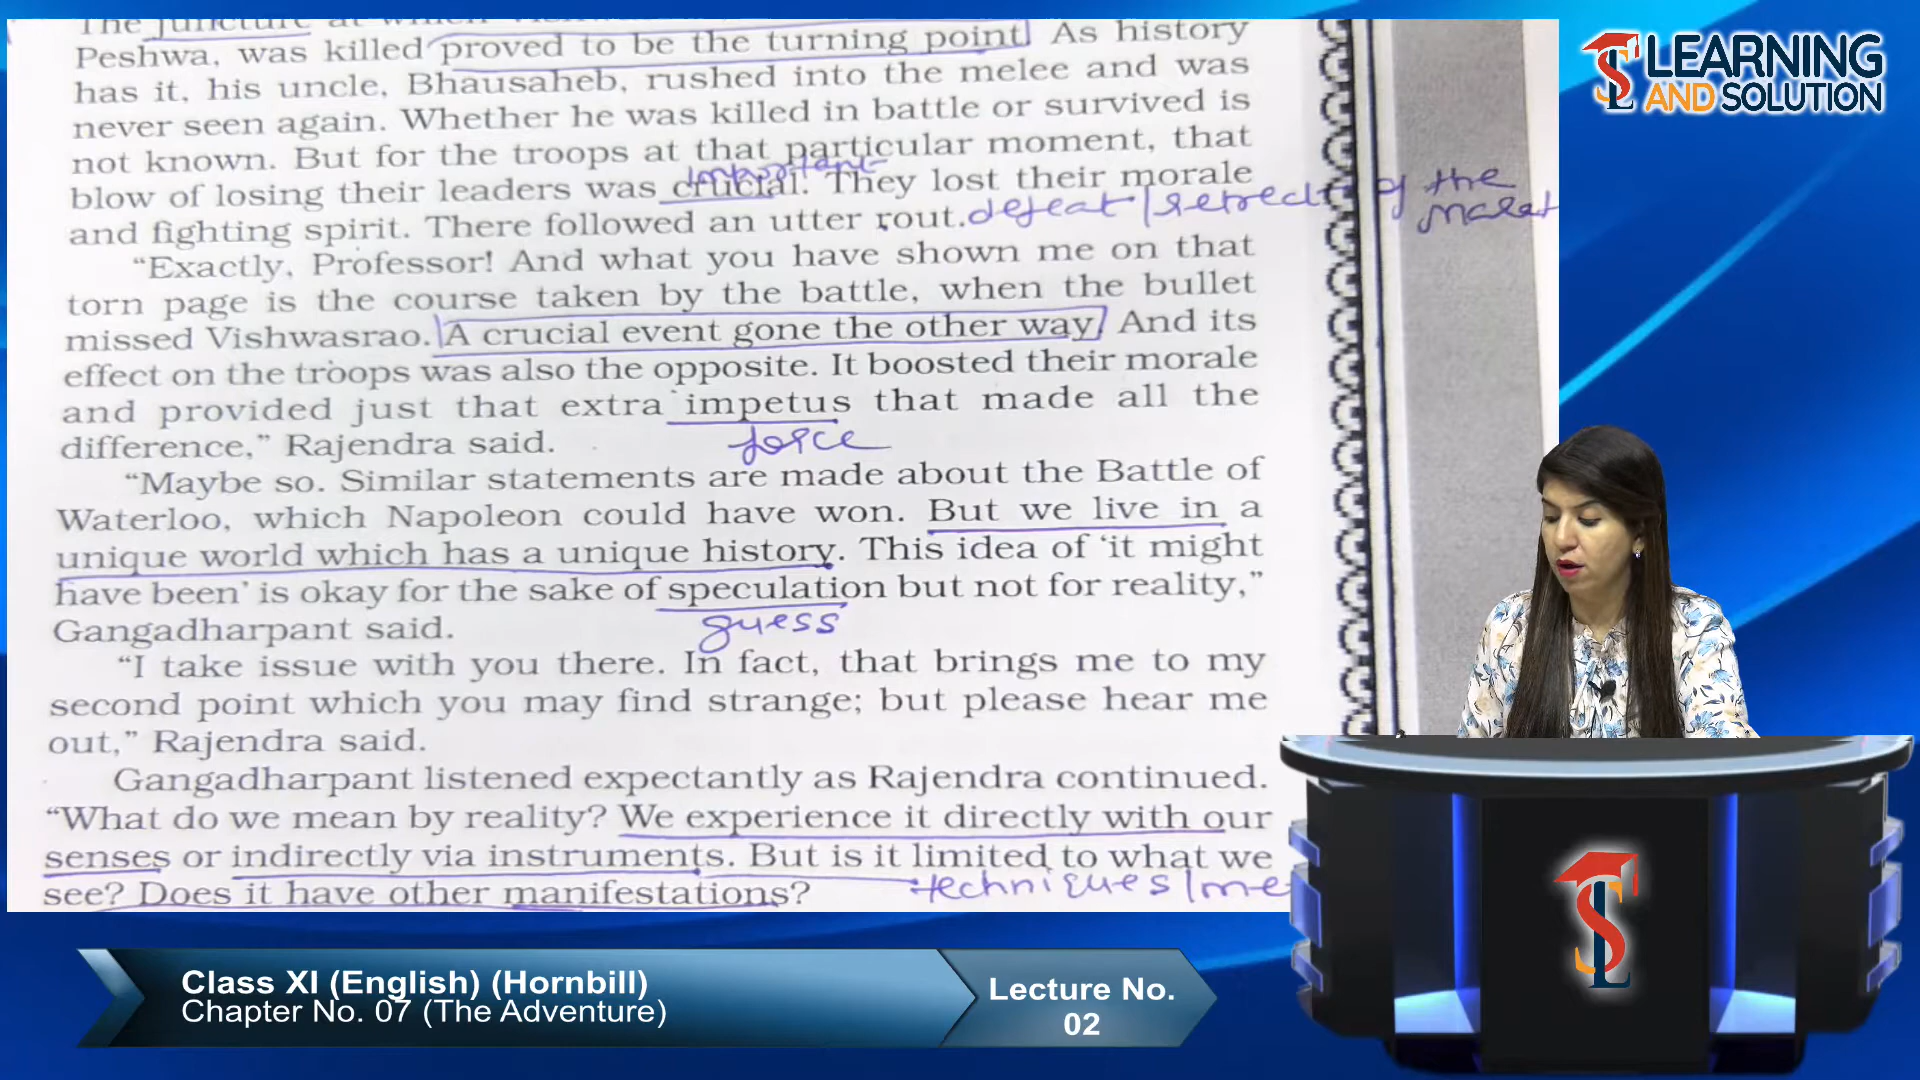 The juncture at which
Peshwa, was killed proved to be the turning point. As history
has it, his uncle, Bhausaheb, rushed into the melee and was
never seen again. Whether he was killed in battle or survived is
not known. But for the troops at that particular moment, that
important
blow of losing their leaders was crucial. They lost their morale
and fighting spirit. There followed an utter rout. defeat/retreat of the
“Exactly, Professor! And what you have shown me on that
torn page is the course taken by the battle, when the bullet
missed Vishwasrao. A crucial event gone the other way. And its
effect on the troops was also the opposite. It boosted their morale
and provided just that extra impetus that made all the
difference,” Rajendra said.
force
“Maybe so. Similar statements are made about the Battle of
Waterloo, which Napoleon could have won. But we live in a
unique world which has a unique history. This idea of ‘it might
have been’ is okay for the sake of speculation but not for reality,”
Gangadharpant said.
guess
“I take issue with you there. In fact, that brings me to my
second point which you may find strange; but please hear me
out,” Rajendra said.
Gangadharpant listened expectantly as Rajendra continued.
“What do we mean by reality? We experience it directly with our
senses or indirectly via instruments. But is it limited to what we
see? Does it have other manifestations?
techniques/me
LEARNING
AND SOLUTION
SL
SL
Class XI (English) (Hornbill)
Chapter No. 07 (The Adventure)
Lecture No.
02